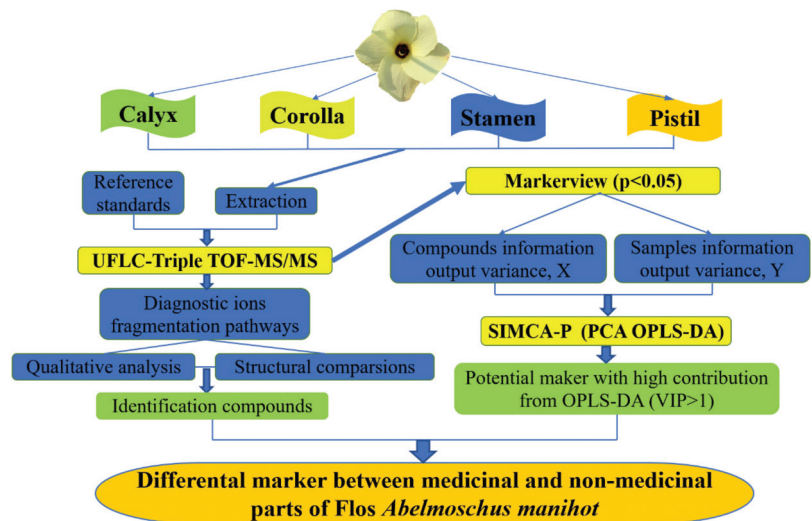 Calyx
Corolla
Stamen
Pistil
Reference
standards
Extraction
UFLC-Triple TOF-MS/MS
Diagnostic ions
fragmentation pathways
Qualitative analysis
Structural comparsions
Identification compounds
Markerview (p<0.05)
Compounds information
output variance, X
Samples information
output variance, Y
SIMCA-P (PCA OPLS-DA)
Potential maker with high contribution
from OPLS-DA (VIP>1)
Differental marker between medicinal and non-medicinal
parts of Flos Abelmoschus manihot